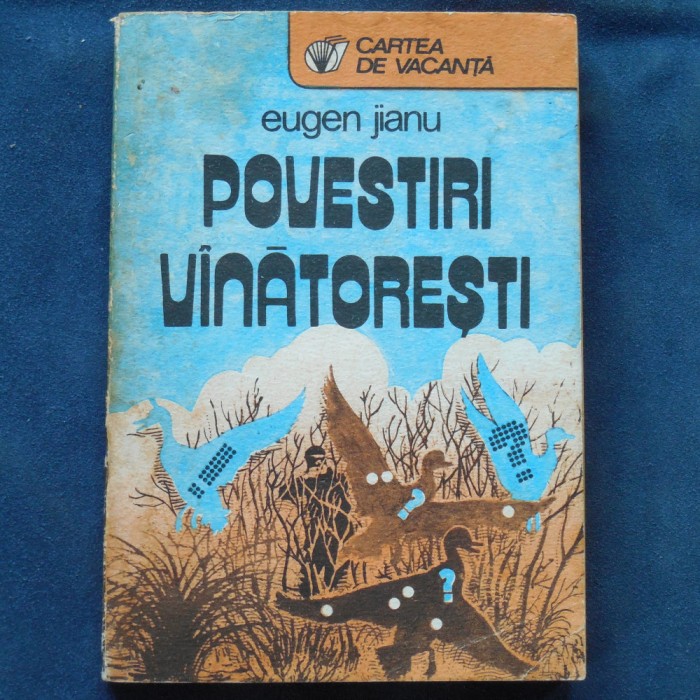 CARTEA
DE VACANȚĂ
eugen jianu
POVESTIRI
VÎNĂTOREȘTI
?
?
?